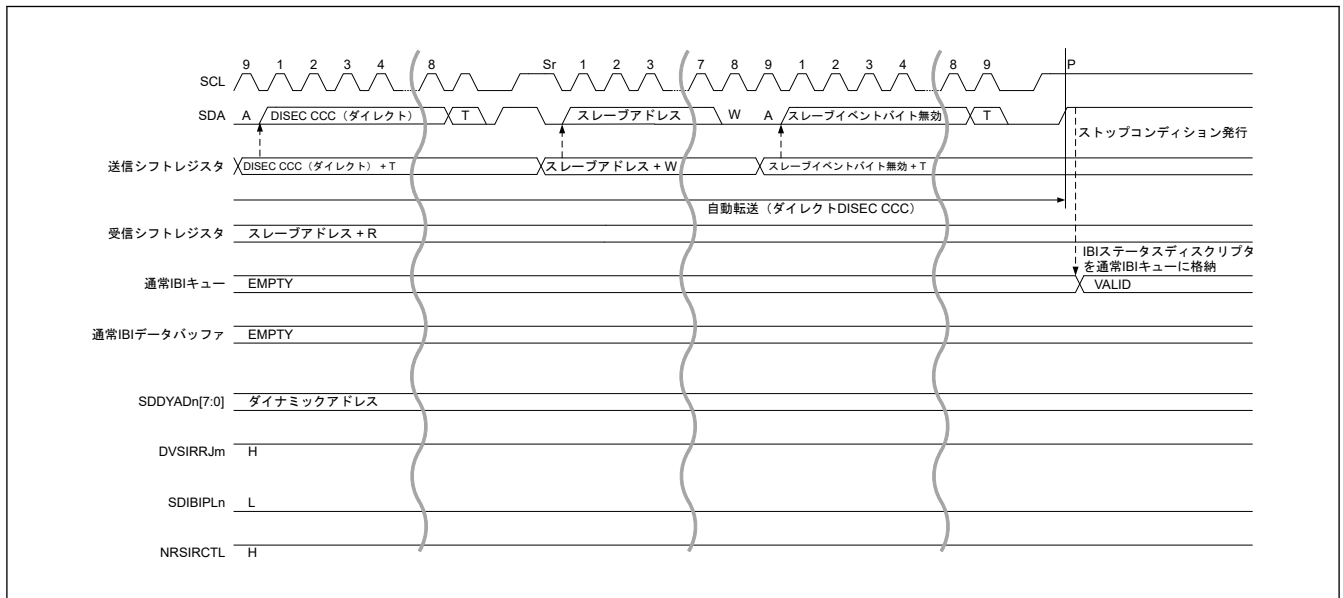 9 1 2 3 4 8 Sr 1 2 3 7 8 9 1 2 3 4 8 9 P
SCL
SDA A DISEC CCC（ダイレクト） T スレーブアドレス W A スレーブイベントバイト無効 T
ストップコンディション発行
送信シフトレジスタ DISEC CCC（ダイレクト）+ T スレーブアドレス + W スレーブイベントバイト無効 + T
自動転送（ダイレクトDISEC CCC）
受信シフトレジスタ スレーブアドレス + R
IBIステータスディスクリプタ
を通常IBIキューに格納
通常IBIキュー EMPTY VALID
通常IBIデータバッファ EMPTY
SDDYADn[7:0] ダイナミックアドレス
DVSIRRJm H
SDIBIPLn L
NRSIRCTL H